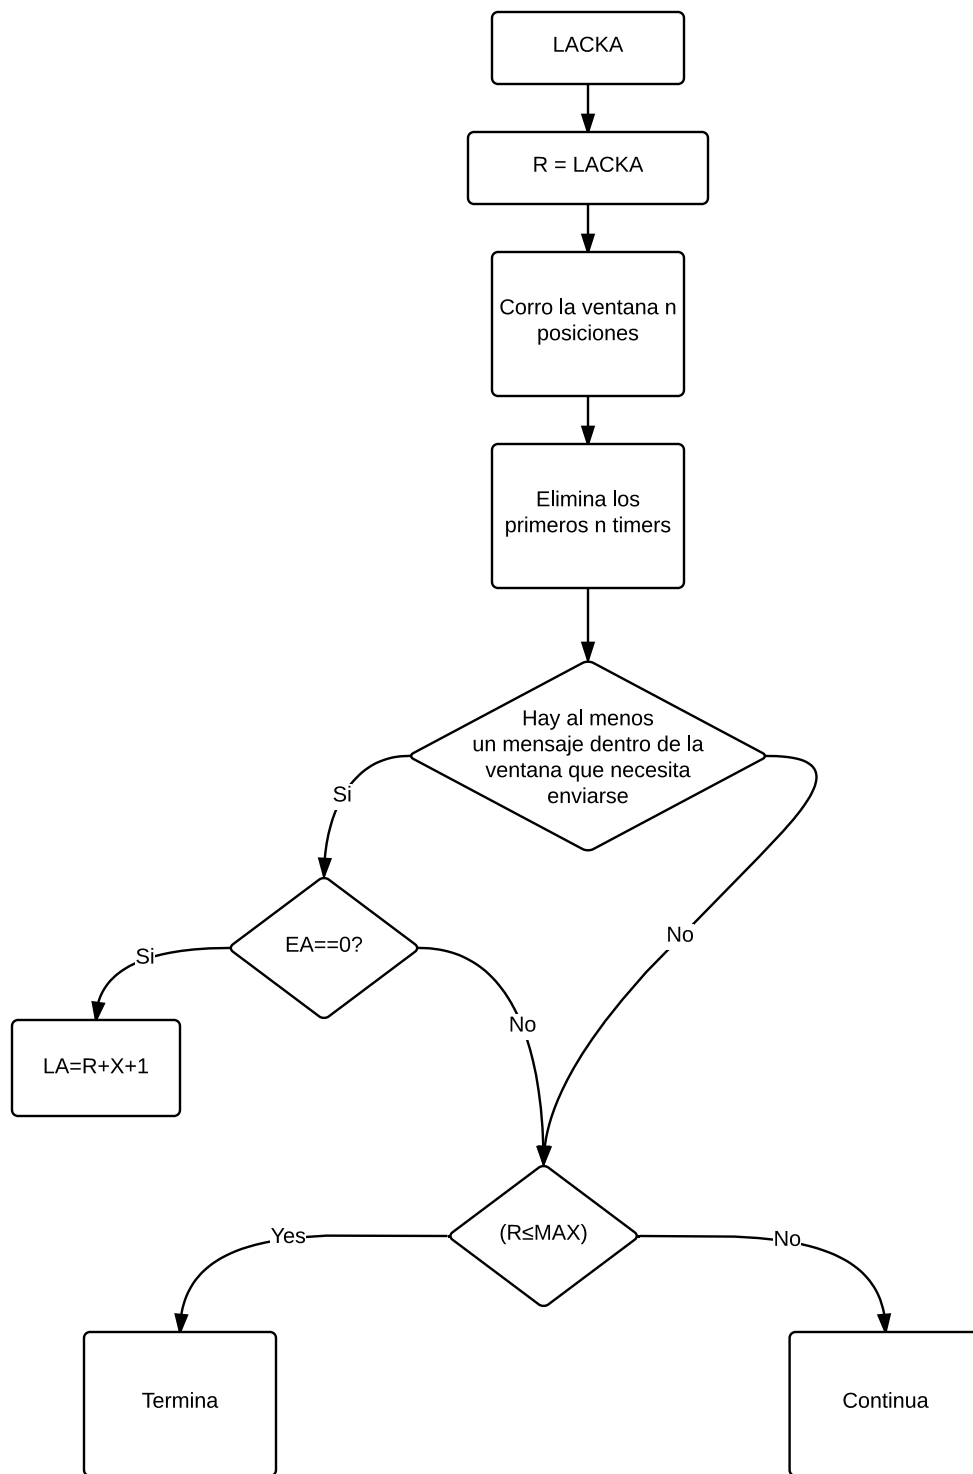 LACKA
R = LACKA
Corro la ventana n
posiciones
Elimina los
primeros n timers
Hay al menos
un mensaje dentro de la
ventana que necesita
enviarse
Si
No
EA==0?
Si
No
LA=R+X+1
(R≤MAX)
Yes
No
Termina
Continua